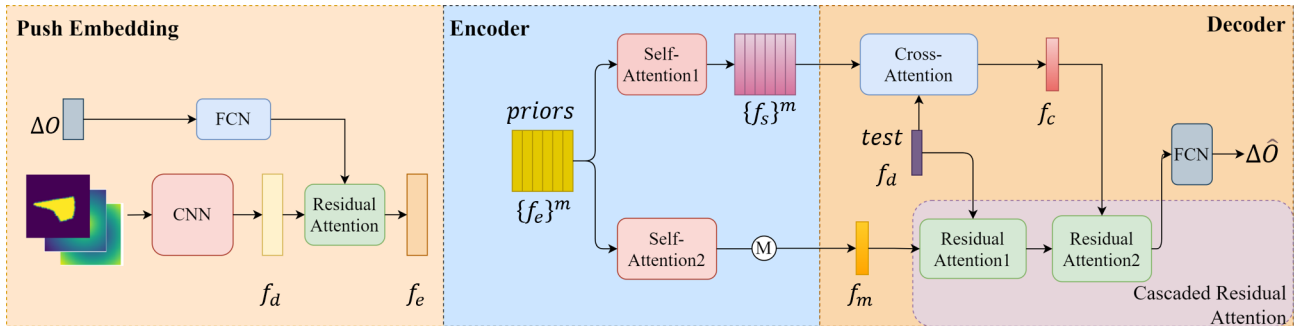 Push Embedding
ΔO
FCN
CNN
f_d
Residual
Attention
f_e
Encoder
priors
{f_e}^m
Self-
Attention1
{f_s}^m
Self-
Attention2
M
Decoder
Cross-
Attention
f_c
test
f_d
f_m
Residual
Attention1
Residual
Attention2
FCN
ΔÔ
Cascaded Residual
Attention